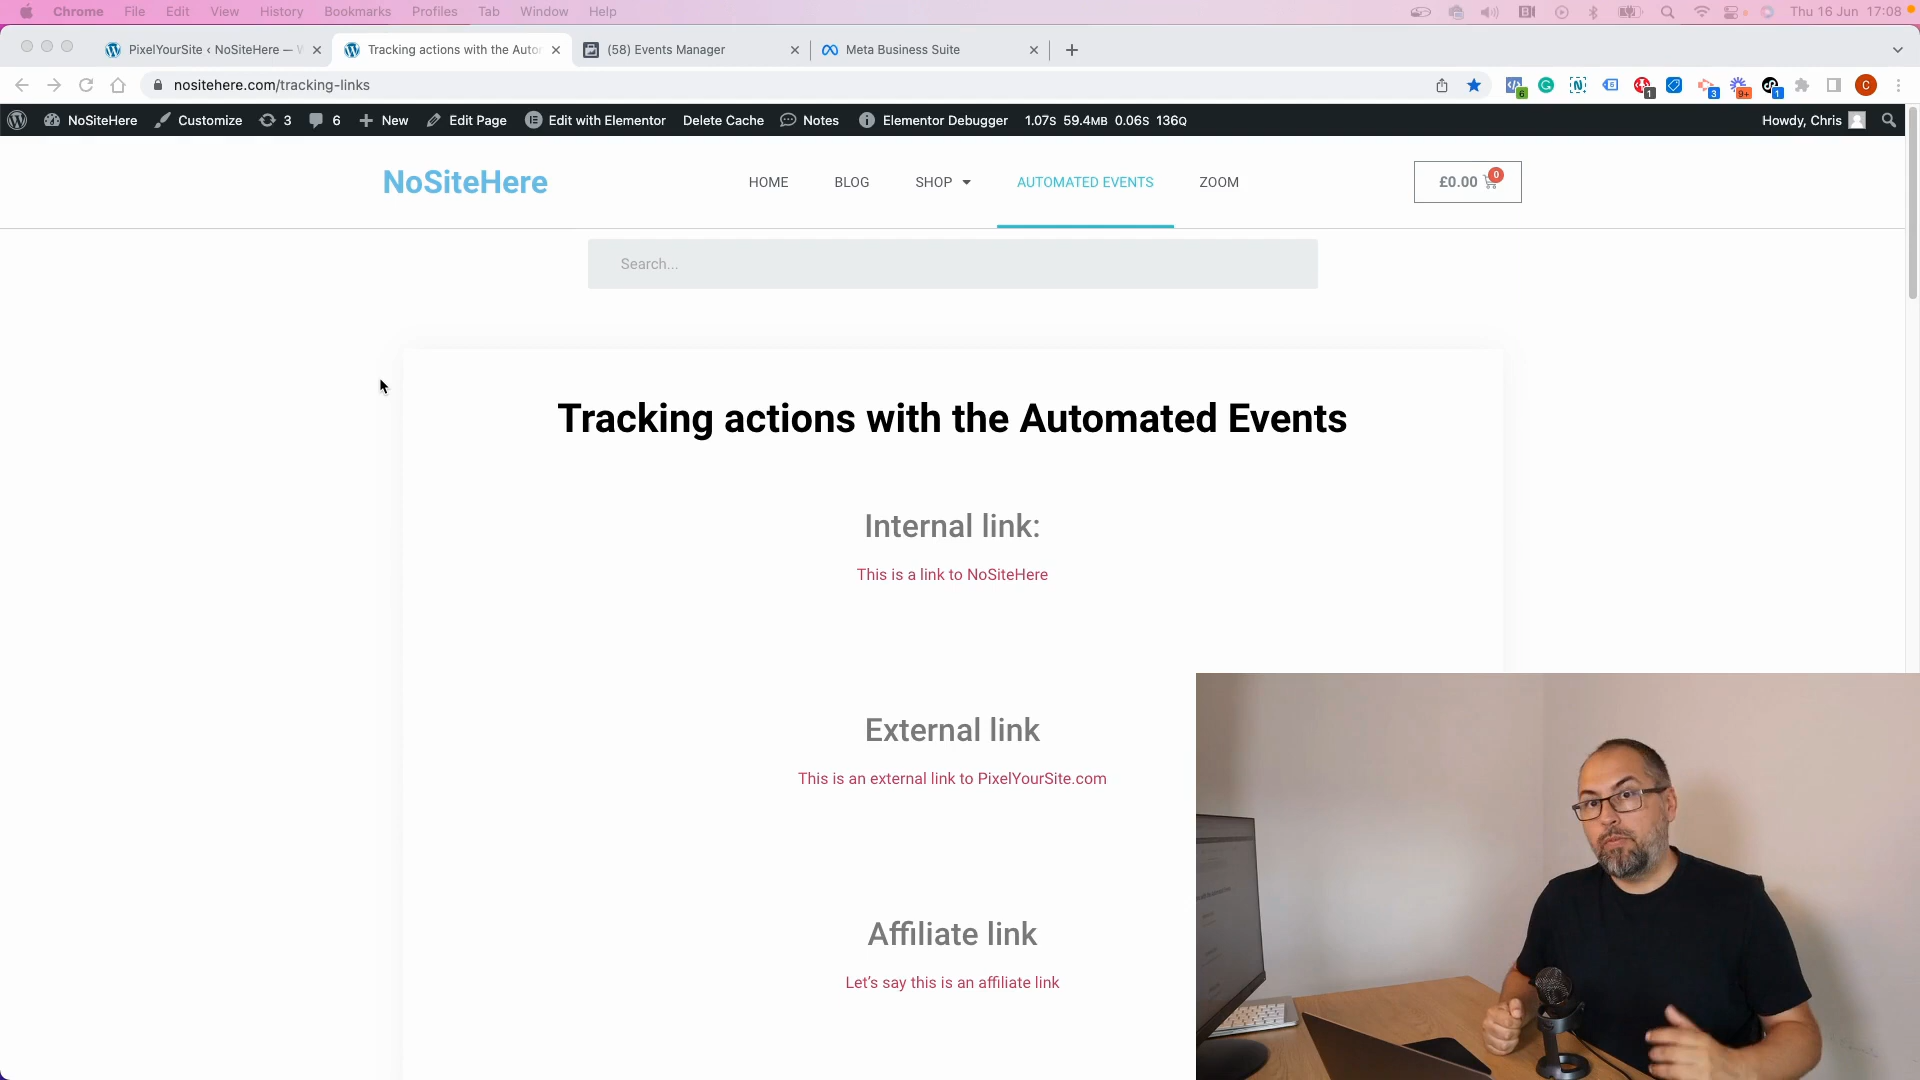 Chrome File Edit View History Bookmarks Profiles Tab Window Help Thu 16 Jun 17:08
PixelYourSite ‹ NoSiteHere — Tracking actions with the Auto (58) Events Manager Meta Business Suite
nositehere.com/tracking-links 6 1 3 9+ 1 C
NoSiteHere Customize 3 6 New Edit Page Edit with Elementor Delete Cache Notes Elementor Debugger 1.07S 59.4MB 0.06S 136Q Howdy, Chris
NoSiteHere HOME BLOG SHOP AUTOMATED EVENTS ZOOM £0.00 0
Search...
Tracking actions with the Automated Events
Internal link:
This is a link to NoSiteHere
External link
This is an external link to PixelYourSite.com
Affiliate link
Let’s say this is an affiliate link